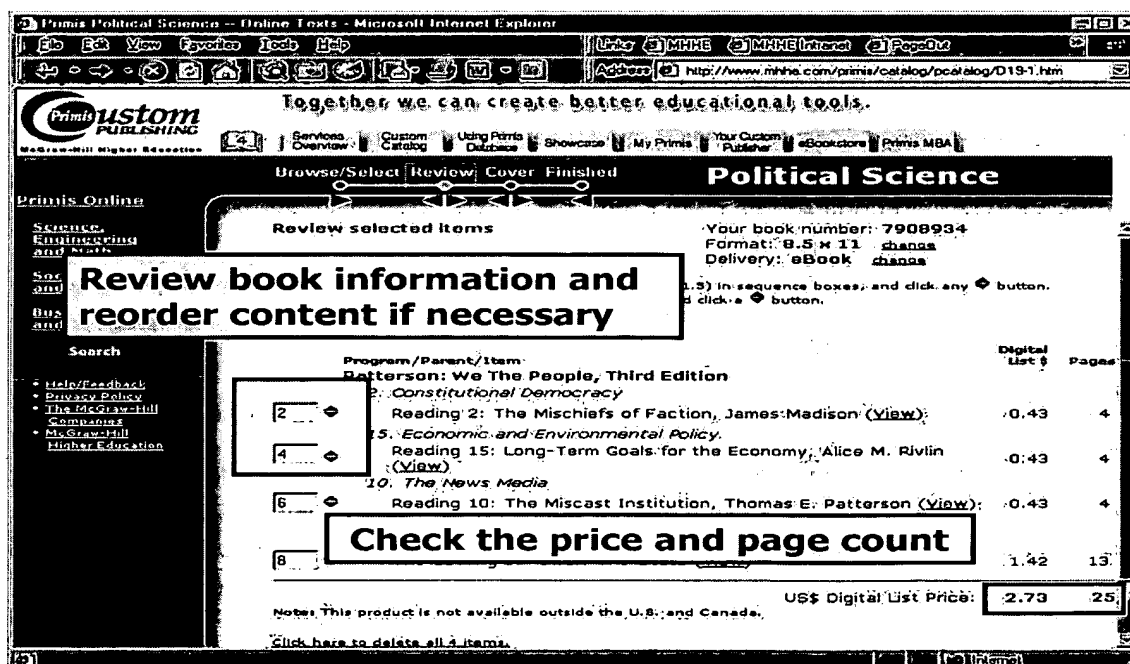 Primis Political Science -- Online Texts - Microsoft Internet Explorer
File Edit View Favorites Tools Help
Links MHHE MHHE Intranet PageOut
Address http://www.mhhe.com/primis/catalog/pcatalog/D19-1.htm
Primis Custom
PUBLISHING
McGraw-Hill Higher Education
Together we can create better educational tools.
Services Overview Custom Catalog Using Primis Database Showcase My Primis Your Custom Publisher eBookstore Primis MBA
Browse/Select Review Cover Finished
Political Science
Primis Online
Science,
Engineering
and Math
Soc
and
Bus
and
Search
• Help/Feedback
• Privacy Policy
• The McGraw-Hill
Companies
• McGraw-Hill
Higher Education
Review selected items
Your book number: 7908934
Format: 8.5 x 11 change
Delivery: eBook change
Review book information and
reorder content if necessary
1.5) in sequence boxes, and click any button.
d click a button.
Digital
List $ Pages
Program/Parent/Item
Patterson: We The People, Third Edition
2. Constitutional Democracy
2 Reading 2: The Mischiefs of Faction, James Madison (View) 0.43 4
15. Economic and Environmental Policy
4 Reading 15: Long-Term Goals for the Economy, Alice M. Rivlin
(View) 0.43 4
10. The News Media
6 Reading 10: The Miscast Institution, Thomas E. Patterson (View) 0.43 4
Check the price and page count
8 1.42 13
US$ Digital List Price: 2.73 25
Note: This product is not available outside the U.S. and Canada.
Click here to delete all 4 items.
Internet